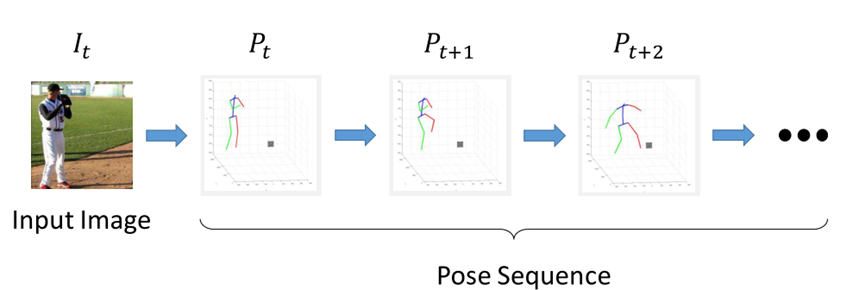 I_t P_t P_{t+1} P_{t+2}
Input Image
Pose Sequence